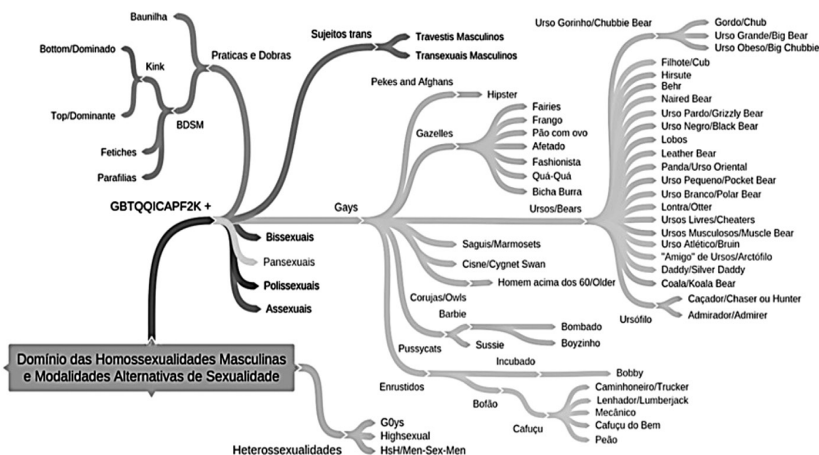 Baunilha
Bottom/Dominado
Kink
Praticas e Dobras
Top/Dominante
BDSM
Fetiches
Parafilias
GBTQQICAPF2K +
Sujeitos trans
Travestis Masculinos
Transexuais Masculinos
Gays
Pekes and Afghans
Hipster
Gazelles
Fairies
Frango
Pão com ovo
Afetado
Fashionista
Quá-Quá
Bicha Burra
Ursos/Bears
Urso Gorinho/Chubbie Bear
Gordo/Chub
Urso Grande/Big Bear
Urso Obeso/Big Chubbie
Filhote/Cub
Hirsute
Behr
Naired Bear
Urso Pardo/Grizzly Bear
Urso Negro/Black Bear
Lobos
Leather Bear
Panda/Urso Oriental
Urso Pequeno/Pocket Bear
Urso Branco/Polar Bear
Lontra/Otter
Ursos Livres/Cheaters
Ursos Musculosos/Muscle Bear
Urso Atlético/Bruin
"Amigo" de Ursos/Arctófilo
Daddy/Silver Daddy
Coala/Koala Bear
Ursófilo
Caçador/Chaser ou Hunter
Admirador/Admirer
Saguis/Marmosets
Cisne/Cygnet Swan
Homem acima dos 60/Older
Corujas/Owls
Barbie
Bombado
Boyzinho
Pussycats
Sussie
Enrustidos
Incubado
Bobby
Bofão
Cafuçu
Caminhoneiro/Trucker
Lenhador/Lumberjack
Mecânico
Cafuçu do Bem
Peão
Bissexuais
Pansexuais
Polissexuais
Assexuais
Domínio das Homossexualidades Masculinas
e Modalidades Alternativas de Sexualidade
Heterossexualidades
G0ys
Highsexual
HsH/Men-Sex-Men